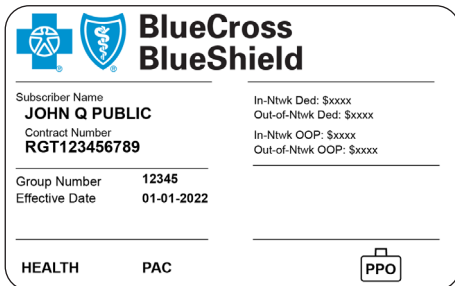 BlueCross
BlueShield
Subscriber Name
JOHN Q PUBLIC
Contract Number
RGT123456789
Group Number 12345
Effective Date 01-01-2022
In-Ntwk Ded: $xxxx
Out-of-Ntwk Ded: $xxxx
In-Ntwk OOP: $xxxx
Out-of-Ntwk OOP: $xxxx
HEALTH PAC
PPO